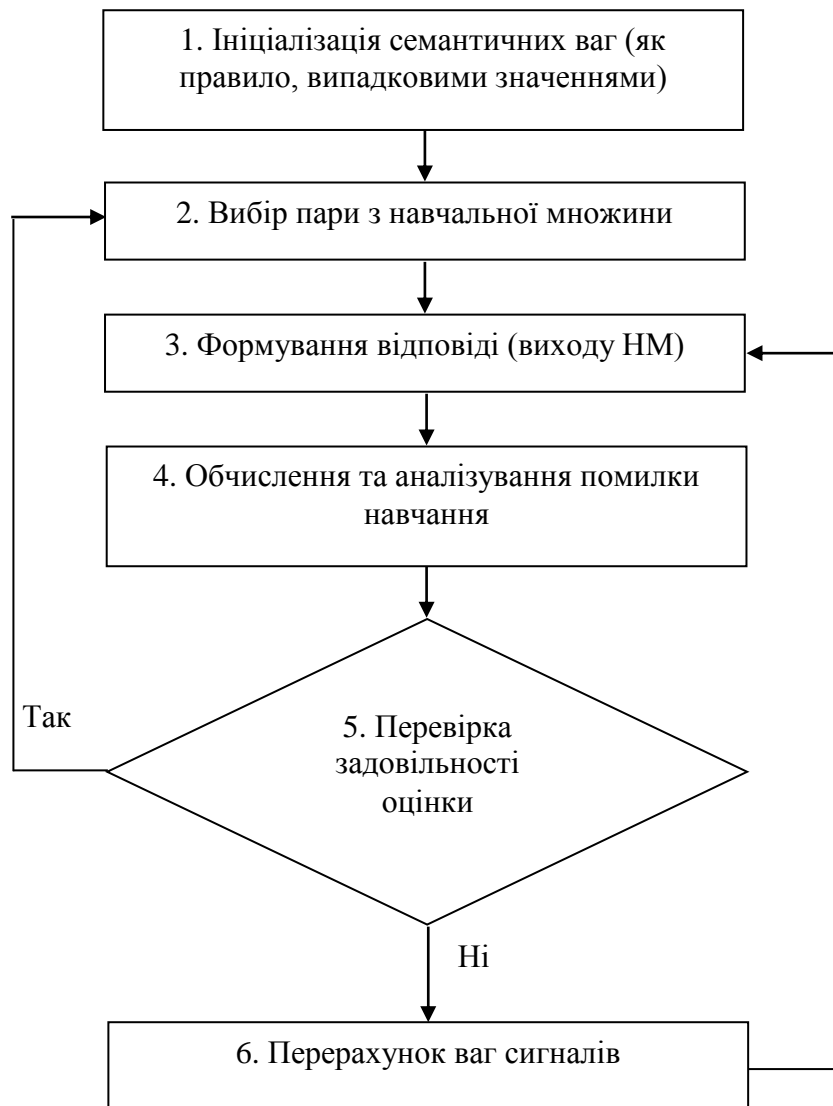 1. Ініціалізація семантичних ваг (як
правило, випадковими значеннями)
2. Вибір пари з навчальної множини
3. Формування відповіді (виходу НМ)
4. Обчислення та аналізування помилки
навчання
Так
5. Перевірка
задовільності
оцінки
Ні
6. Перерахунок ваг сигналів